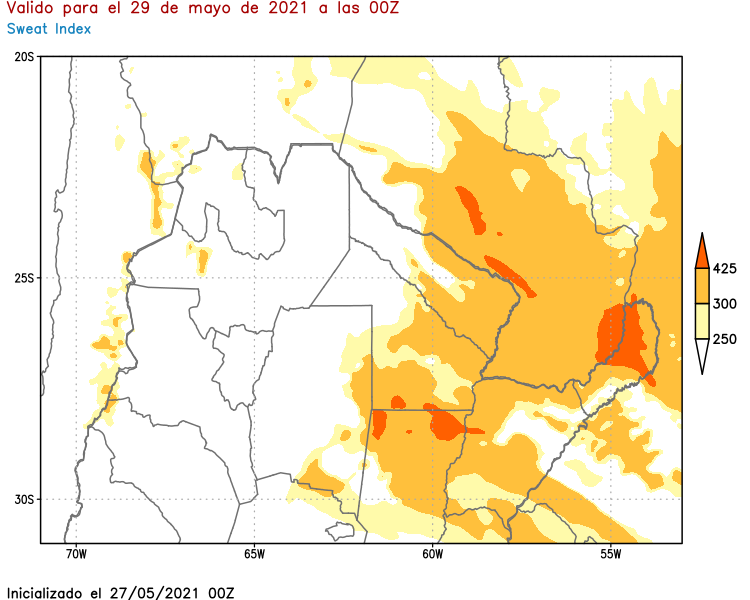 Valido para el 29 de mayo de 2021 a las 00Z
Sweat Index
20S
25S
30S
70W
65W
60W
55W
425
300
250
Inicializado el 27/05/2021 00Z